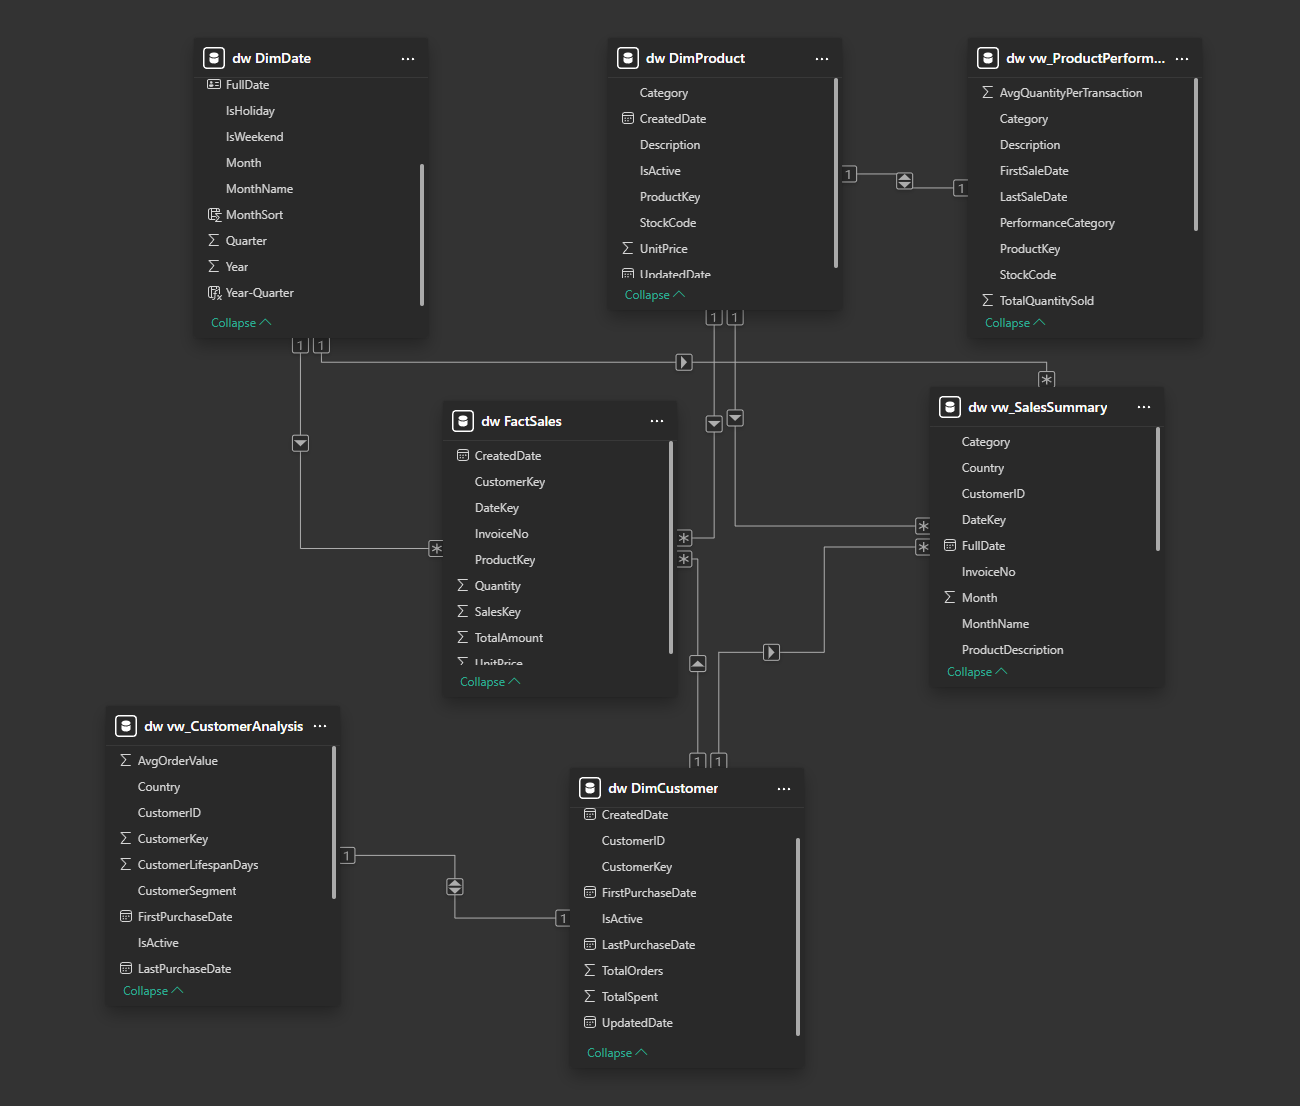 dw DimDate
FullDate
IsHoliday
IsWeekend
Month
MonthName
MonthSort
Quarter
Year
Year-Quarter
Collapse
dw DimProduct
Category
CreatedDate
Description
IsActive
ProductKey
StockCode
UnitPrice
UpdatedDate
Collapse
dw vw_ProductPerform...
AvgQuantityPerTransaction
Category
Description
FirstSaleDate
LastSaleDate
PerformanceCategory
ProductKey
StockCode
TotalQuantitySold
Collapse
1
1
1
1
1
1
*
dw FactSales
CreatedDate
CustomerKey
DateKey
InvoiceNo
ProductKey
Quantity
SalesKey
TotalAmount
UnitPrice
Collapse
*
*
*
dw vw_SalesSummary
Category
Country
CustomerID
DateKey
FullDate
InvoiceNo
Month
MonthName
ProductDescription
Collapse
*
*
dw vw_CustomerAnalysis
AvgOrderValue
Country
CustomerID
CustomerKey
CustomerLifespanDays
CustomerSegment
FirstPurchaseDate
IsActive
LastPurchaseDate
Collapse
1
1
1
1
dw DimCustomer
CreatedDate
CustomerID
CustomerKey
FirstPurchaseDate
IsActive
LastPurchaseDate
TotalOrders
TotalSpent
UpdatedDate
Collapse